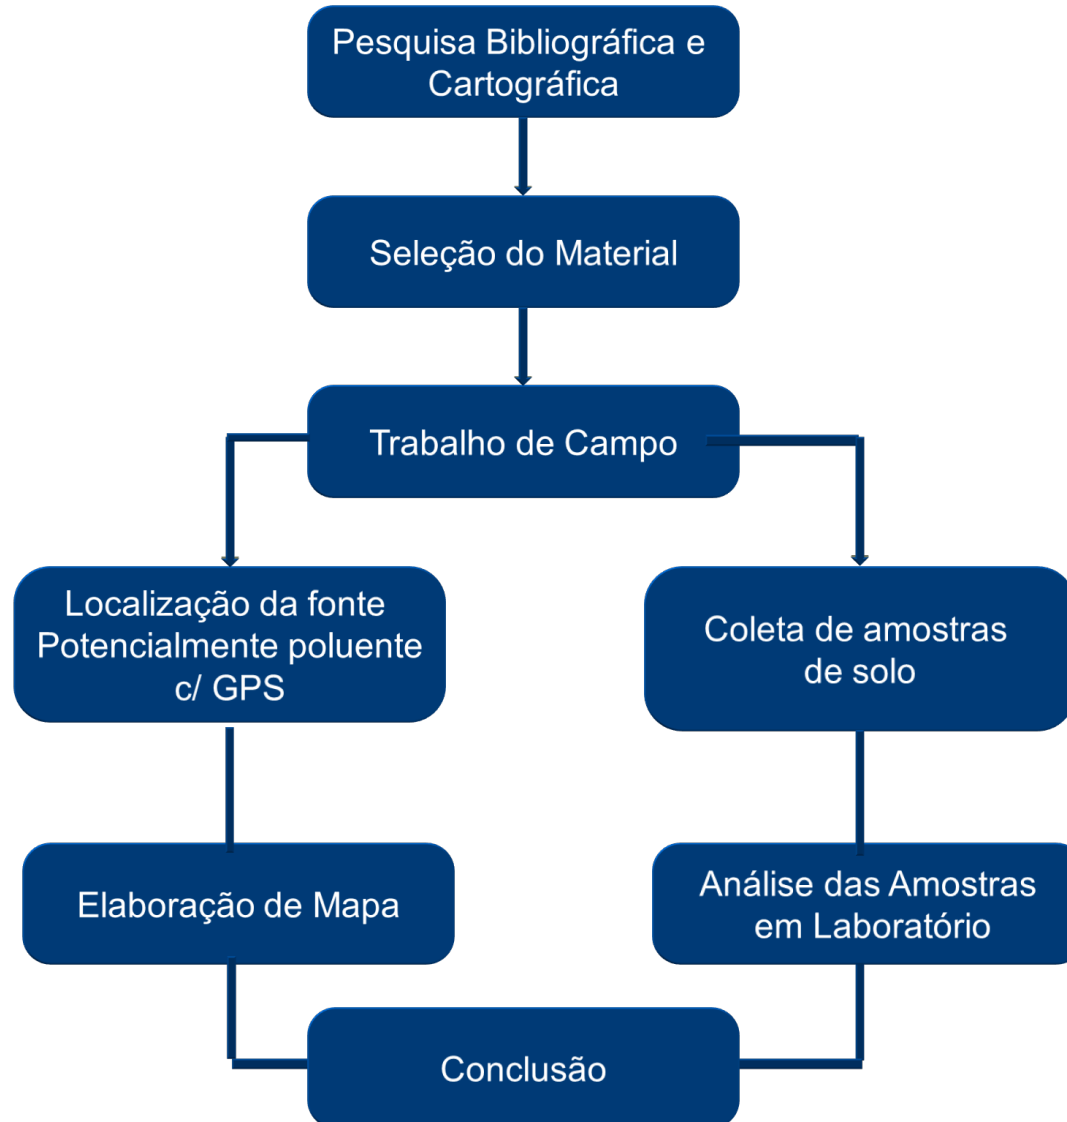 Pesquisa Bibliográfica e
Cartográfica
Seleção do Material
Trabalho de Campo
Localização da fonte
Potencialmente poluente
c/ GPS
Coleta de amostras
de solo
Elaboração de Mapa
Análise das Amostras
em Laboratório
Conclusão